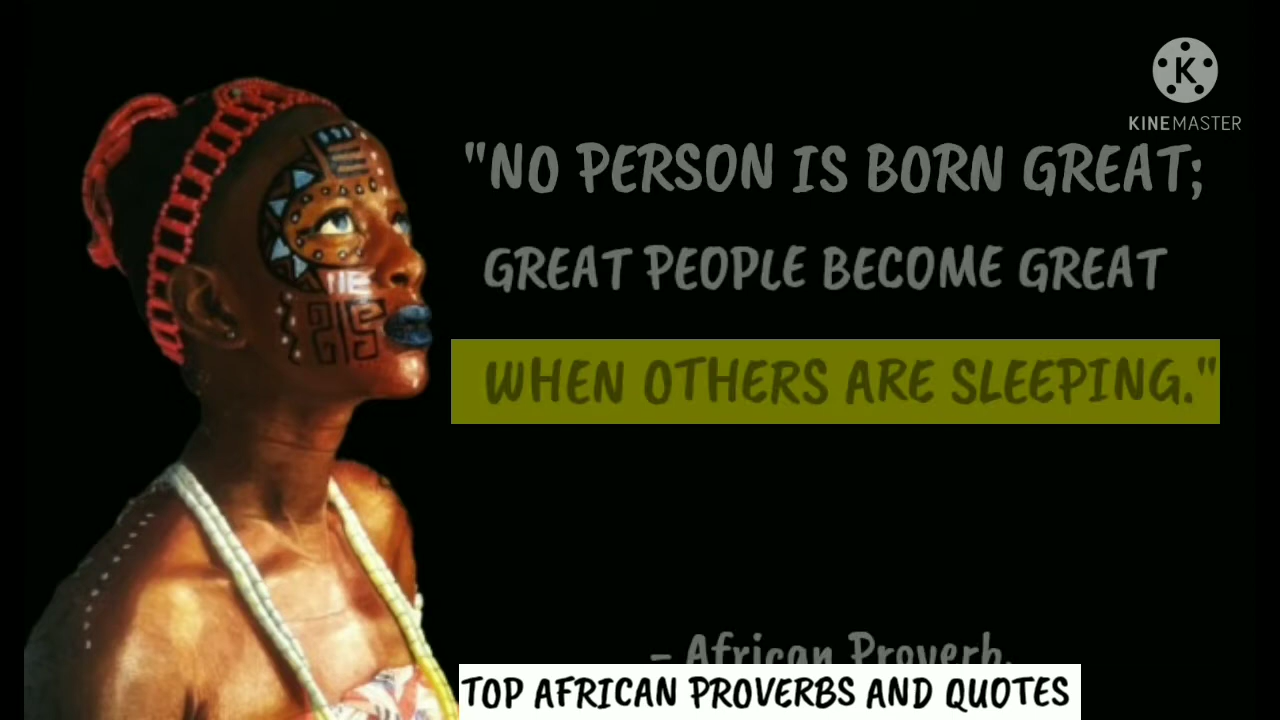 K
KINEMASTER
"NO PERSON IS BORN GREAT;
GREAT PEOPLE BECOME GREAT
WHEN OTHERS ARE SLEEPING."
– African Proverb.
TOP AFRICAN PROVERBS AND QUOTES